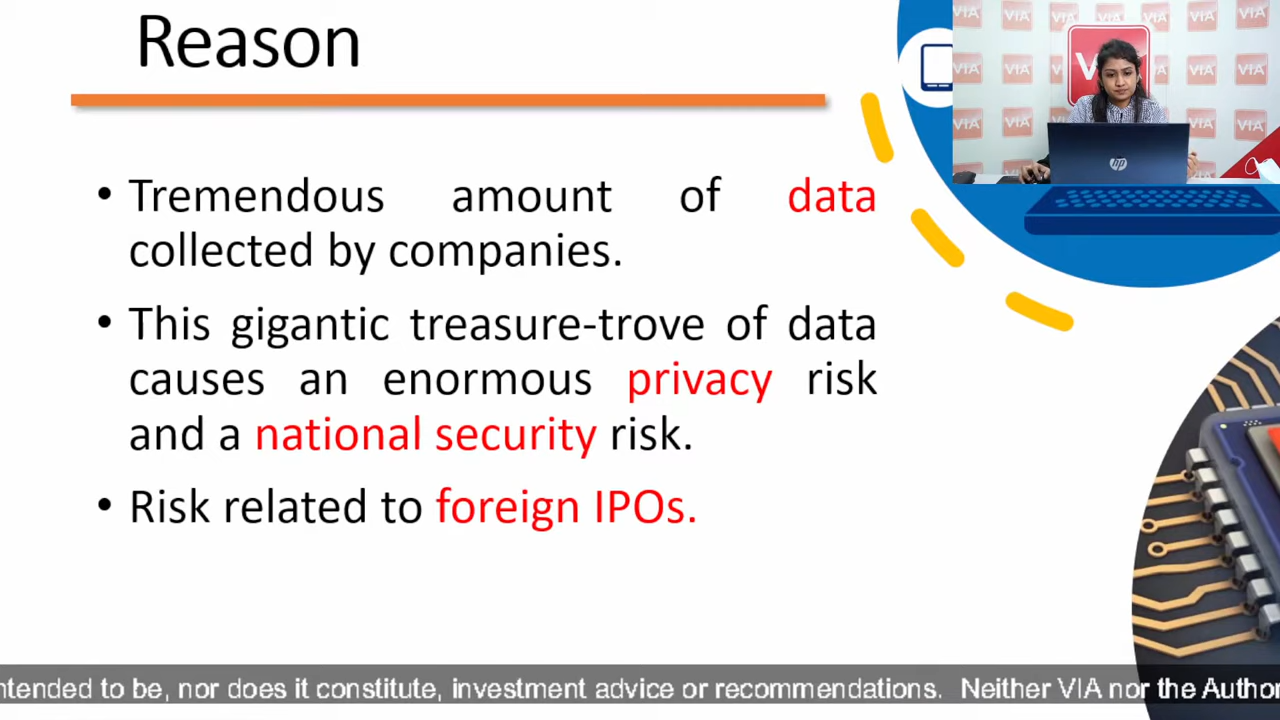 Reason
• Tremendous amount of data
collected by companies.
• This gigantic treasure-trove of data
causes an enormous privacy risk
and a national security risk.
• Risk related to foreign IPOs.
VIA
hp
ntended to be, nor does it constitute, investment advice or recommendations. Neither VIA nor the Author